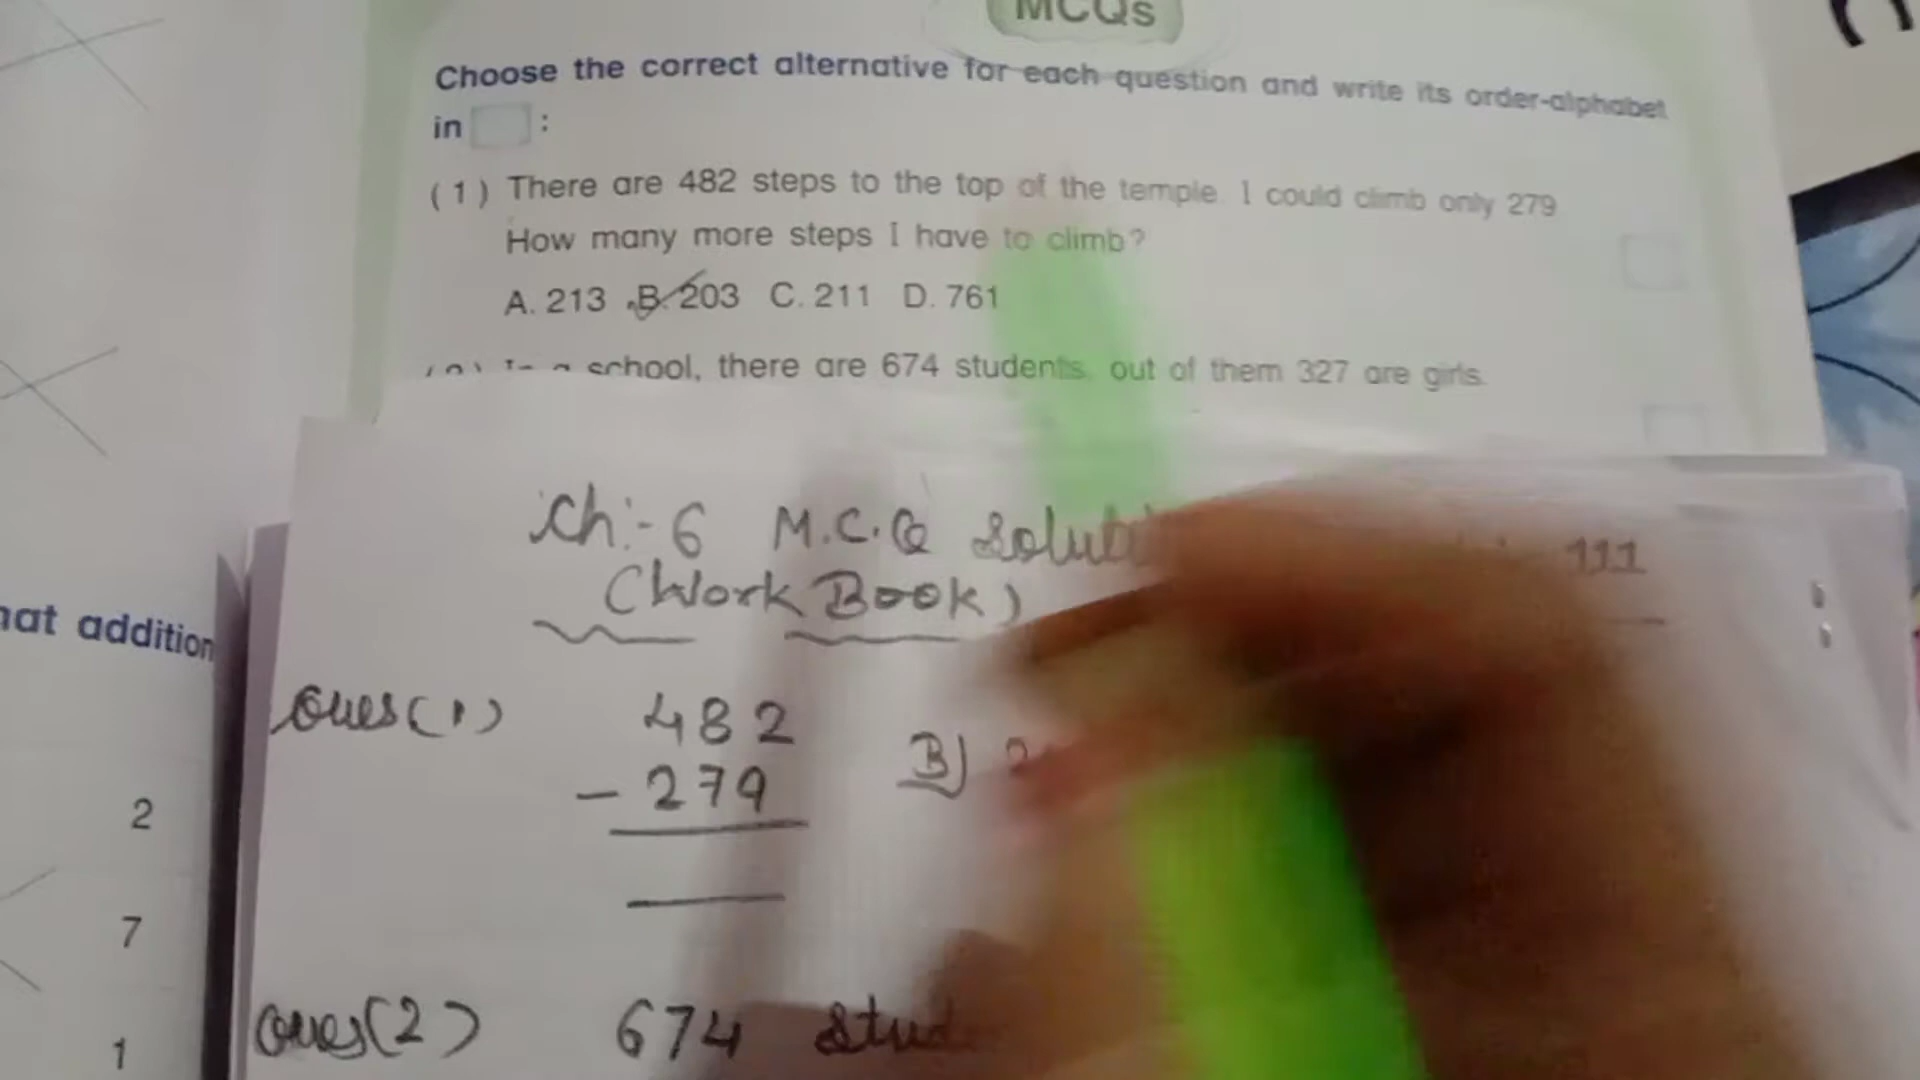 MCQs
Choose the correct alternative for each question and write its order-alphabet
in :
(1) There are 482 steps to the top of the temple. I could climb only 279
How many more steps I have to climb?
A. 213 B. 203 C. 211 D. 761
school, there are 674 students, out of them 327 are girls.
Ch:- 6 M.C.Q
(Work Book)
111
addition
Ques(1) 482
- 279
B)
2
7
1
Ques(2) 674